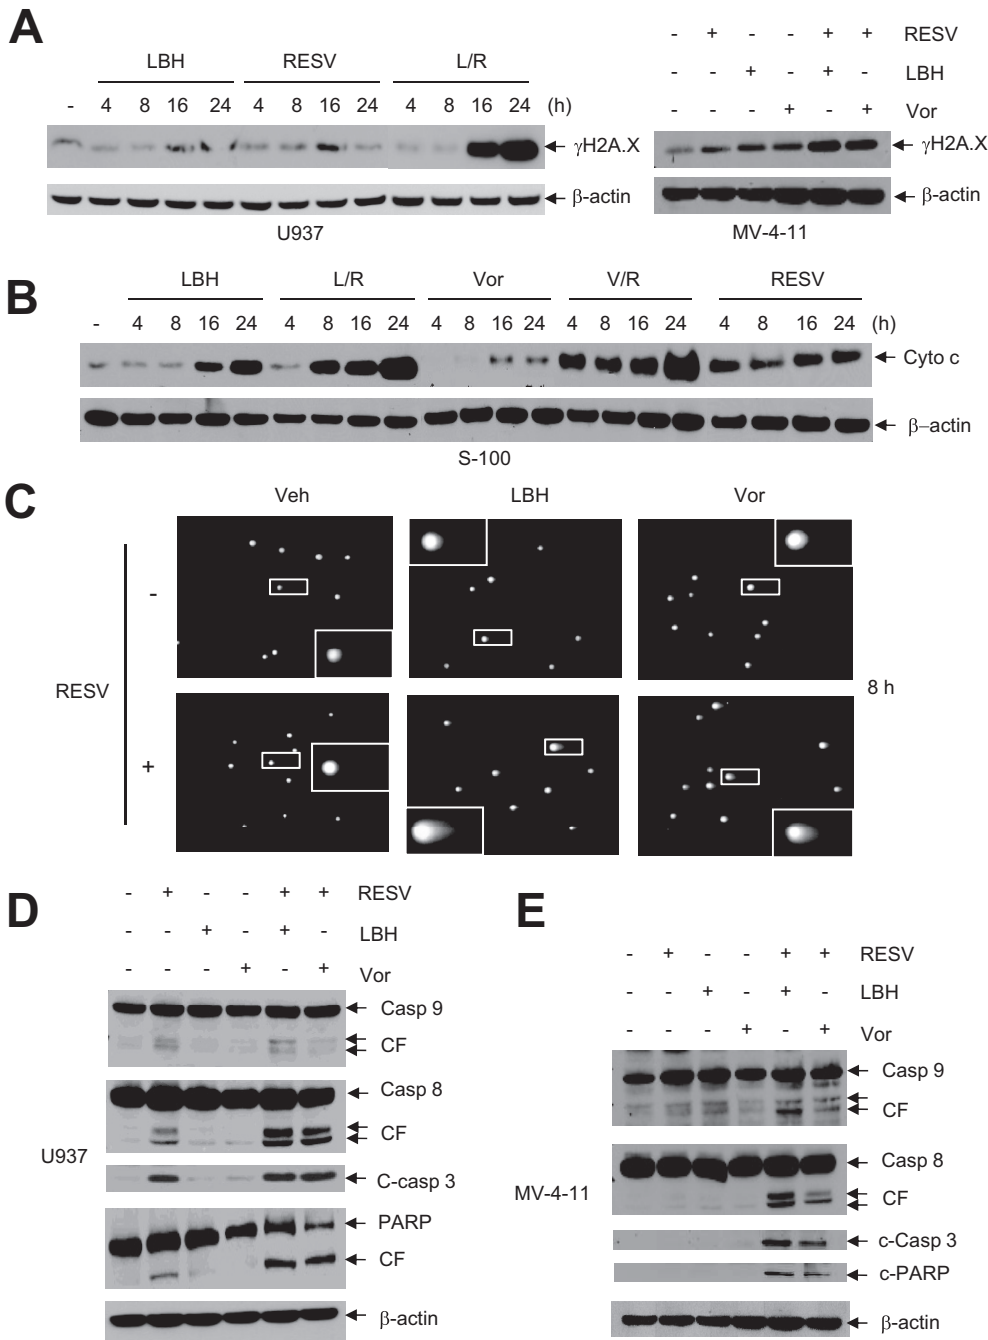 A
LBH RESV L/R
- 4 8 16 24 4 8 16 24 4 8 16 24 (h)
γH2A.X
β-actin
U937
- + - - + + RESV
- - + - + - LBH
- - - + - + Vor
γH2A.X
β-actin
MV-4-11
B
LBH L/R Vor V/R RESV
- 4 8 16 24 4 8 16 24 4 8 16 24 4 8 16 24 4 8 16 24 (h)
Cyto c
β–actin
S-100
C
Veh LBH Vor
-
RESV
+
8 h
D
- + - - + + RESV
- - + - + - LBH
- - - + - + Vor
Casp 9
CF
Casp 8
CF
C-casp 3
PARP
CF
β-actin
U937
E
- + - - + + RESV
- - + - + - LBH
- - - + - + Vor
Casp 9
CF
Casp 8
CF
c-Casp 3
c-PARP
β-actin
MV-4-11